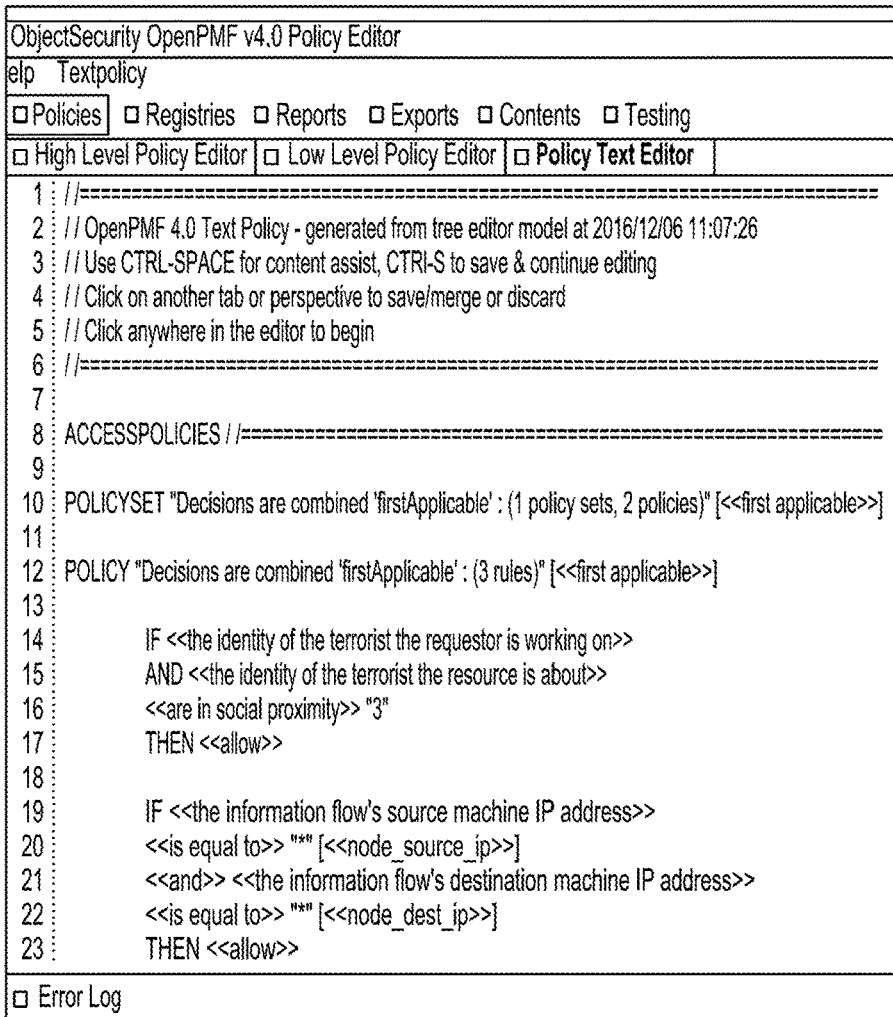 ObjectSecurity OpenPMF v4.0 Policy Editor
elp Textpolicy
Policies Registries Reports Exports Contents Testing
High Level Policy Editor Low Level Policy Editor Policy Text Editor
1 //==========================================================================
2 // OpenPMF 4.0 Text Policy - generated from tree editor model at 2016/12/06 11:07:26
3 // Use CTRL-SPACE for content assist, CTRl-S to save & continue editing
4 // Click on another tab or perspective to save/merge or discard
5 // Click anywhere in the editor to begin
6 //==========================================================================
7
8 ACCESSPOLICIES //===========================================================
9
10 POLICYSET "Decisions are combined 'firstApplicable' : (1 policy sets, 2 policies)" [<<first applicable>>]
11
12 POLICY "Decisions are combined 'firstApplicable' : (3 rules)" [<<first applicable>>]
13
14 IF <<the identity of the terrorist the requestor is working on>>
15 AND <<the identity of the terrorist the resource is about>>
16 <<are in social proximity>> "3"
17 THEN <<allow>>
18
19 IF <<the information flow's source machine IP address>>
20 <<is equal to>> "*" [<<node_source_ip>>]
21 <<and>> <<the information flow's destination machine IP address>>
22 <<is equal to>> "*" [<<node_dest_ip>>]
23 THEN <<allow>>
Error Log